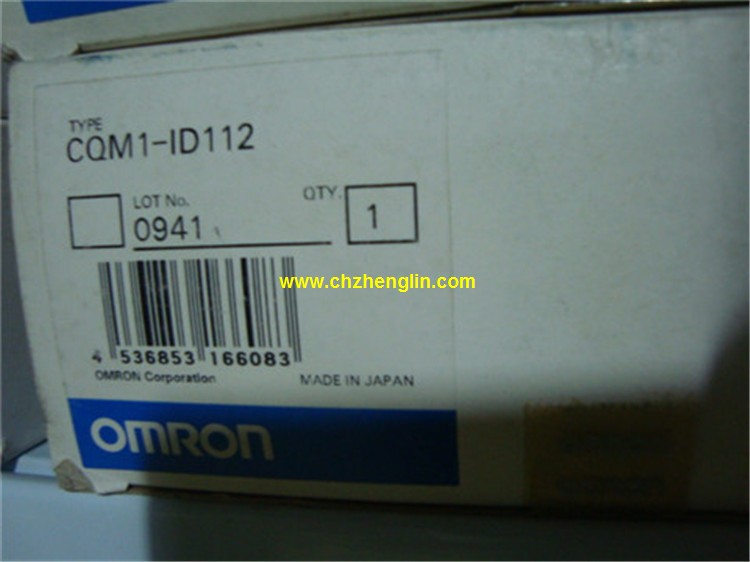 TYPE
CQM1-ID112
LOT No. QTY.
0941 1
www.chzhenglin.com
4 536853 166083
OMRON Corporation MADE IN JAPAN
OMRON